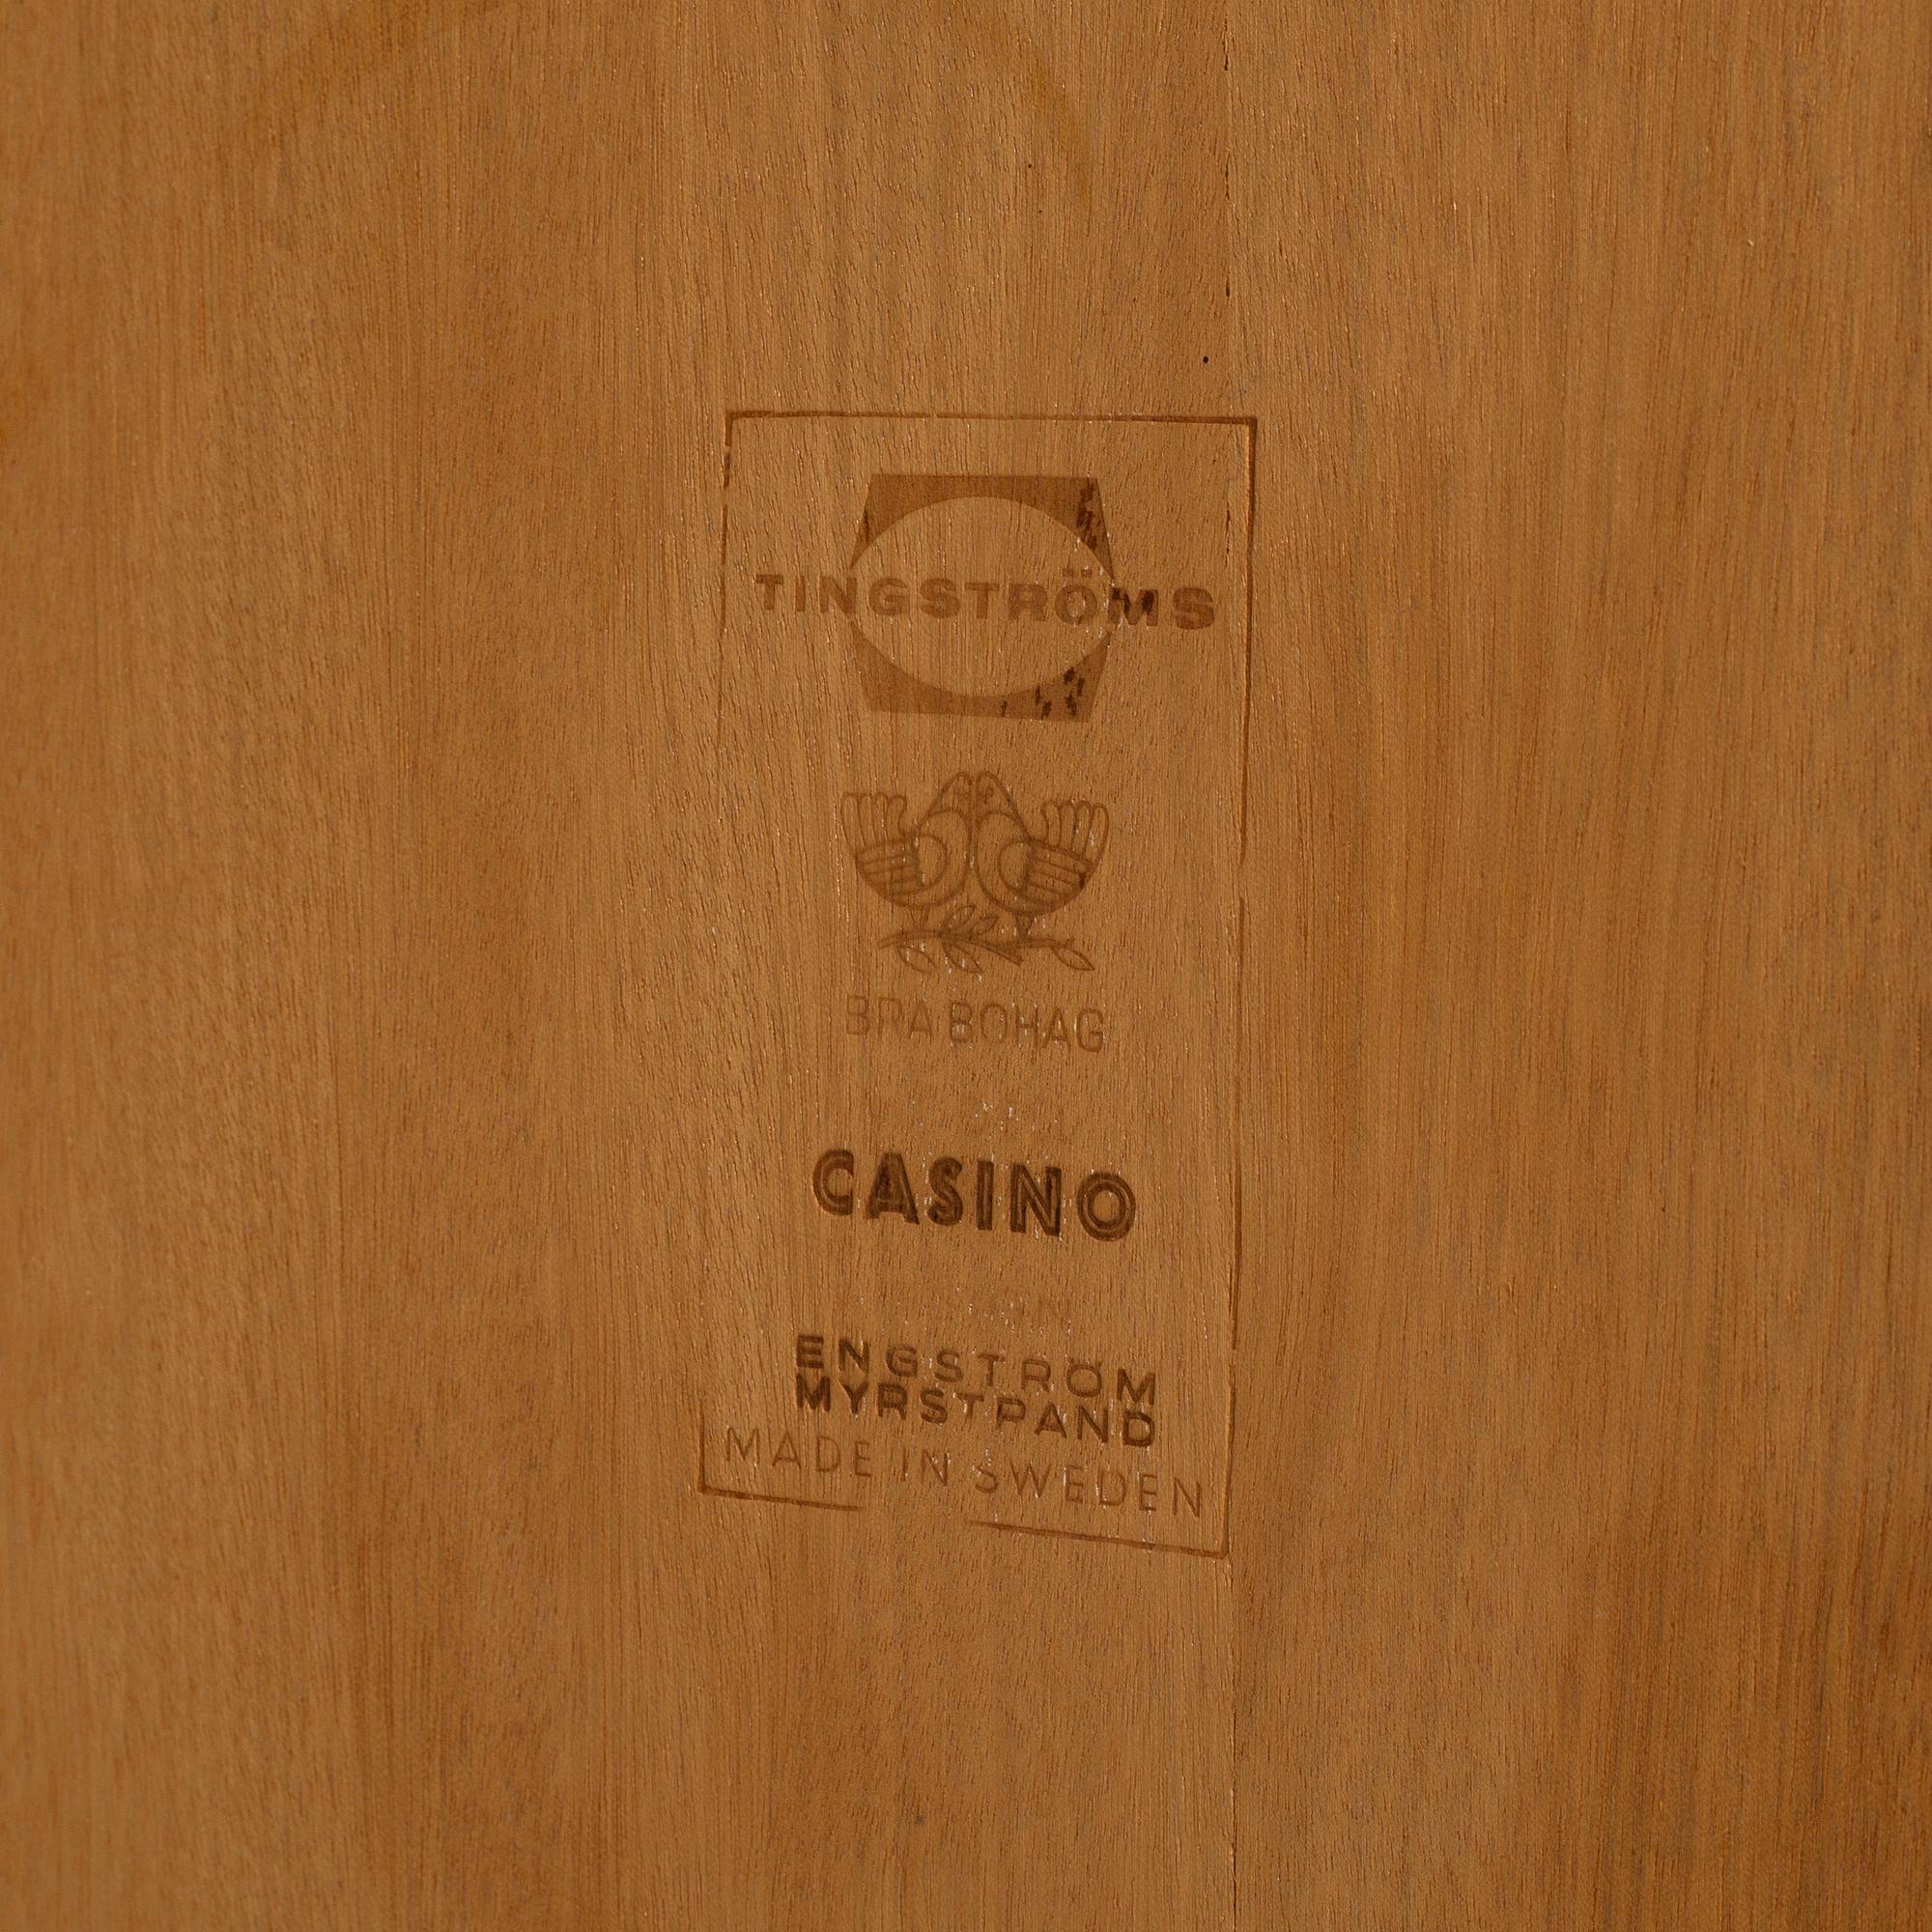 TINGSTRÖMS
BRA BOHAG
CASINO
ENGSTRÖM
MYRSTRAND
MADE IN SWEDEN